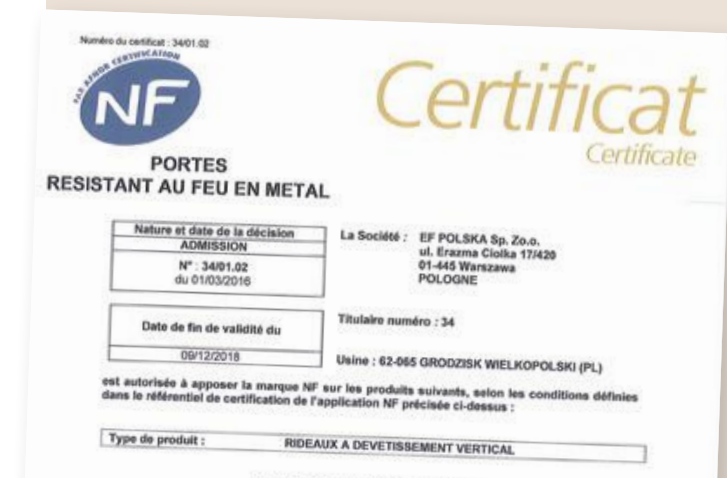 Numéro du certificat : 34/01.02
PAR AFNOR CERTIFICATION
NF
Certificat
Certificate
PORTES
RESISTANT AU FEU EN METAL
Nature et date de la décision
ADMISSION
N° : 34/01.02
du 01/03/2016
La Société : EF POLSKA Sp. Zo.o.
ul. Erazma Ciolka 17/420
01-445 Warszawa
POLOGNE
Date de fin de validité du
09/12/2018
Titulaire numéro : 34
Usine : 62-065 GRODZISK WIELKOPOLSKI (PL)
est autorisée à apposer la marque NF sur les produits suivants, selon les conditions définies
dans le référentiel de certification de l'application NF précisée ci-dessus :
Type de produit : RIDEAUX A DEVETISSEMENT VERTICAL